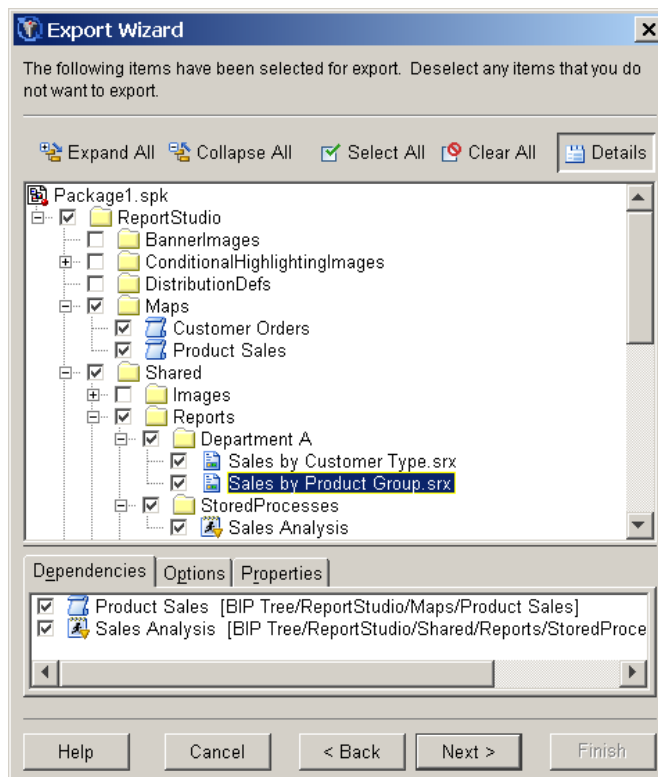 Export Wizard
The following items have been selected for export. Deselect any items that you do
not want to export.
Expand All Collapse All Select All Clear All Details
Package1.spk
ReportStudio
BannerImages
ConditionalHighlightingImages
DistributionDefs
Maps
Customer Orders
Product Sales
Shared
Images
Reports
Department A
Sales by Customer Type.srx
Sales by Product Group.srx
StoredProcesses
Sales Analysis
Dependencies Options Properties
Product Sales [BIP Tree/ReportStudio/Maps/Product Sales]
Sales Analysis [BIP Tree/ReportStudio/Shared/Reports/StoredProce
Help Cancel < Back Next > Finish